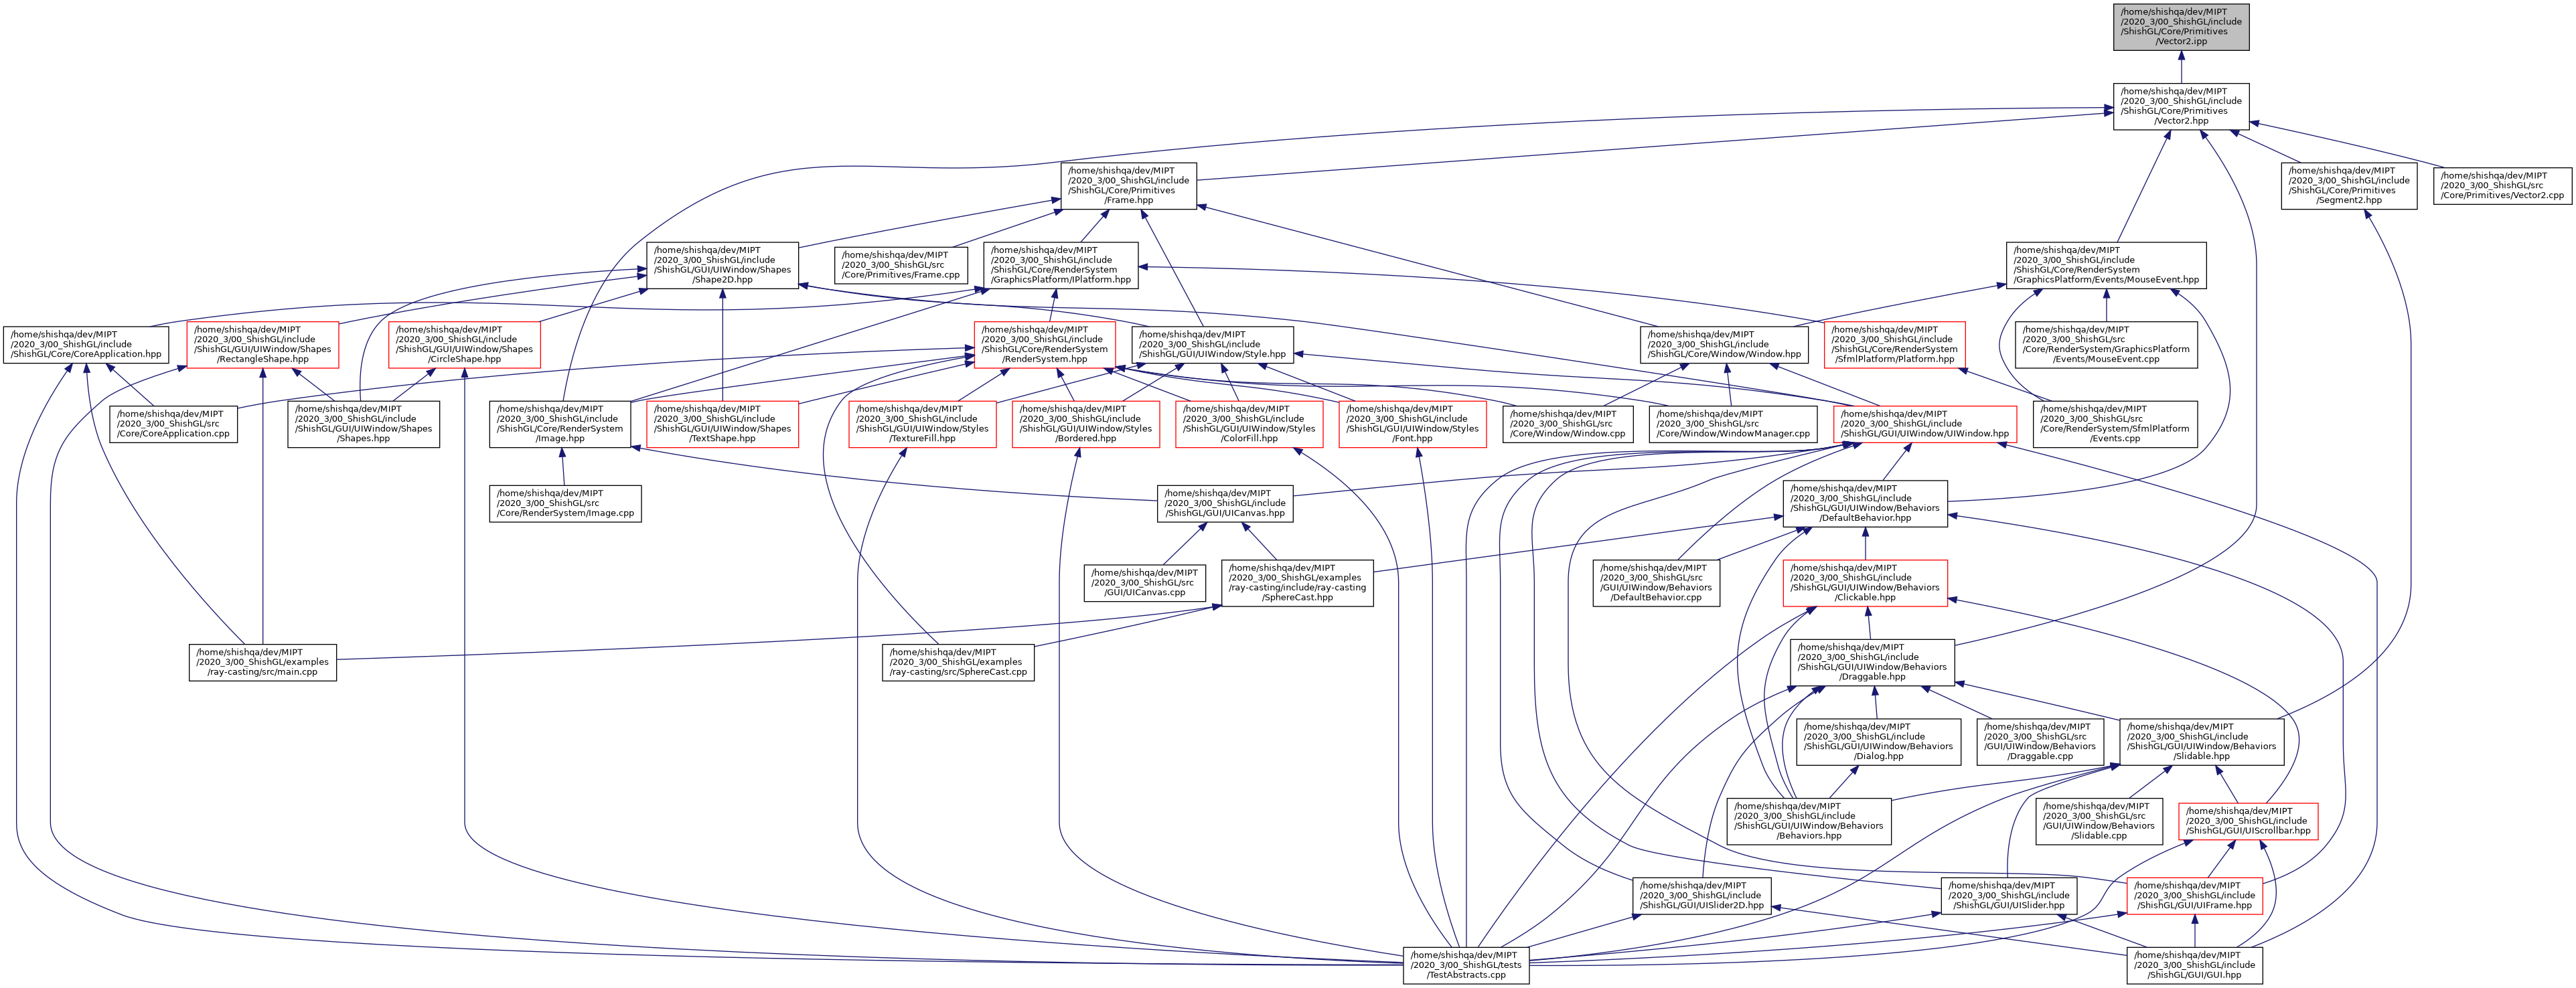 /home/shishqa/dev/MIPT
/2020_3/00_ShishGL/include
/ShishGL/Core/Primitives
/Vector2.ipp
/home/shishqa/dev/MIPT
/2020_3/00_ShishGL/include
/ShishGL/Core/Primitives
/Vector2.hpp
/home/shishqa/dev/MIPT
/2020_3/00_ShishGL/include
/ShishGL/Core/Primitives
/Frame.hpp
/home/shishqa/dev/MIPT
/2020_3/00_ShishGL/include
/ShishGL/Core/Primitives
/Segment2.hpp
/home/shishqa/dev/MIPT
/2020_3/00_ShishGL/src
/Core/Primitives/Vector2.cpp
/home/shishqa/dev/MIPT
/2020_3/00_ShishGL/include
/ShishGL/GUI/UIWindow/Shapes
/Shape2D.hpp
/home/shishqa/dev/MIPT
/2020_3/00_ShishGL/src
/Core/Primitives/Frame.cpp
/home/shishqa/dev/MIPT
/2020_3/00_ShishGL/include
/ShishGL/Core/RenderSystem
/GraphicsPlatform/IPlatform.hpp
/home/shishqa/dev/MIPT
/2020_3/00_ShishGL/include
/ShishGL/Core/RenderSystem
/GraphicsPlatform/Events/MouseEvent.hpp
/home/shishqa/dev/MIPT
/2020_3/00_ShishGL/include
/ShishGL/Core/CoreApplication.hpp
/home/shishqa/dev/MIPT
/2020_3/00_ShishGL/include
/ShishGL/GUI/UIWindow/Shapes
/RectangleShape.hpp
/home/shishqa/dev/MIPT
/2020_3/00_ShishGL/include
/ShishGL/GUI/UIWindow/Shapes
/CircleShape.hpp
/home/shishqa/dev/MIPT
/2020_3/00_ShishGL/include
/ShishGL/Core/RenderSystem
/RenderSystem.hpp
/home/shishqa/dev/MIPT
/2020_3/00_ShishGL/include
/ShishGL/GUI/UIWindow/Style.hpp
/home/shishqa/dev/MIPT
/2020_3/00_ShishGL/include
/ShishGL/Core/Window/Window.hpp
/home/shishqa/dev/MIPT
/2020_3/00_ShishGL/include
/ShishGL/Core/RenderSystem
/SfmlPlatform/Platform.hpp
/home/shishqa/dev/MIPT
/2020_3/00_ShishGL/src
/Core/RenderSystem/GraphicsPlatform
/Events/MouseEvent.cpp
/home/shishqa/dev/MIPT
/2020_3/00_ShishGL/src
/Core/CoreApplication.cpp
/home/shishqa/dev/MIPT
/2020_3/00_ShishGL/include
/ShishGL/GUI/UIWindow/Shapes
/Shapes.hpp
/home/shishqa/dev/MIPT
/2020_3/00_ShishGL/include
/ShishGL/Core/RenderSystem
/Image.hpp
/home/shishqa/dev/MIPT
/2020_3/00_ShishGL/include
/ShishGL/GUI/UIWindow/Shapes
/TextShape.hpp
/home/shishqa/dev/MIPT
/2020_3/00_ShishGL/include
/ShishGL/GUI/UIWindow/Styles
/TextureFill.hpp
/home/shishqa/dev/MIPT
/2020_3/00_ShishGL/include
/ShishGL/GUI/UIWindow/Styles
/Bordered.hpp
/home/shishqa/dev/MIPT
/2020_3/00_ShishGL/include
/ShishGL/GUI/UIWindow/Styles
/ColorFill.hpp
/home/shishqa/dev/MIPT
/2020_3/00_ShishGL/include
/ShishGL/GUI/UIWindow/Styles
/Font.hpp
/home/shishqa/dev/MIPT
/2020_3/00_ShishGL/src
/Core/Window/Window.cpp
/home/shishqa/dev/MIPT
/2020_3/00_ShishGL/src
/Core/Window/WindowManager.cpp
/home/shishqa/dev/MIPT
/2020_3/00_ShishGL/include
/ShishGL/GUI/UIWindow/UIWindow.hpp
/home/shishqa/dev/MIPT
/2020_3/00_ShishGL/src
/Core/RenderSystem/SfmlPlatform
/Events.cpp
/home/shishqa/dev/MIPT
/2020_3/00_ShishGL/src
/Core/RenderSystem/Image.cpp
/home/shishqa/dev/MIPT
/2020_3/00_ShishGL/include
/ShishGL/GUI/UICanvas.hpp
/home/shishqa/dev/MIPT
/2020_3/00_ShishGL/include
/ShishGL/GUI/UIWindow/Behaviors
/DefaultBehavior.hpp
/home/shishqa/dev/MIPT
/2020_3/00_ShishGL/src
/GUI/UICanvas.cpp
/home/shishqa/dev/MIPT
/2020_3/00_ShishGL/examples
/ray-casting/include/ray-casting
/SphereCast.hpp
/home/shishqa/dev/MIPT
/2020_3/00_ShishGL/src
/GUI/UIWindow/Behaviors
/DefaultBehavior.cpp
/home/shishqa/dev/MIPT
/2020_3/00_ShishGL/include
/ShishGL/GUI/UIWindow/Behaviors
/Clickable.hpp
/home/shishqa/dev/MIPT
/2020_3/00_ShishGL/examples
/ray-casting/src/main.cpp
/home/shishqa/dev/MIPT
/2020_3/00_ShishGL/examples
/ray-casting/src/SphereCast.cpp
/home/shishqa/dev/MIPT
/2020_3/00_ShishGL/include
/ShishGL/GUI/UIWindow/Behaviors
/Draggable.hpp
/home/shishqa/dev/MIPT
/2020_3/00_ShishGL/include
/ShishGL/GUI/UIWindow/Behaviors
/Dialog.hpp
/home/shishqa/dev/MIPT
/2020_3/00_ShishGL/src
/GUI/UIWindow/Behaviors
/Draggable.cpp
/home/shishqa/dev/MIPT
/2020_3/00_ShishGL/include
/ShishGL/GUI/UIWindow/Behaviors
/Slidable.hpp
/home/shishqa/dev/MIPT
/2020_3/00_ShishGL/include
/ShishGL/GUI/UIWindow/Behaviors
/Behaviors.hpp
/home/shishqa/dev/MIPT
/2020_3/00_ShishGL/src
/GUI/UIWindow/Behaviors
/Slidable.cpp
/home/shishqa/dev/MIPT
/2020_3/00_ShishGL/include
/ShishGL/GUI/UIScrollbar.hpp
/home/shishqa/dev/MIPT
/2020_3/00_ShishGL/include
/ShishGL/GUI/UISlider2D.hpp
/home/shishqa/dev/MIPT
/2020_3/00_ShishGL/include
/ShishGL/GUI/UISlider.hpp
/home/shishqa/dev/MIPT
/2020_3/00_ShishGL/include
/ShishGL/GUI/UIFrame.hpp
/home/shishqa/dev/MIPT
/2020_3/00_ShishGL/tests
/TestAbstracts.cpp
/home/shishqa/dev/MIPT
/2020_3/00_ShishGL/include
/ShishGL/GUI/GUI.hpp